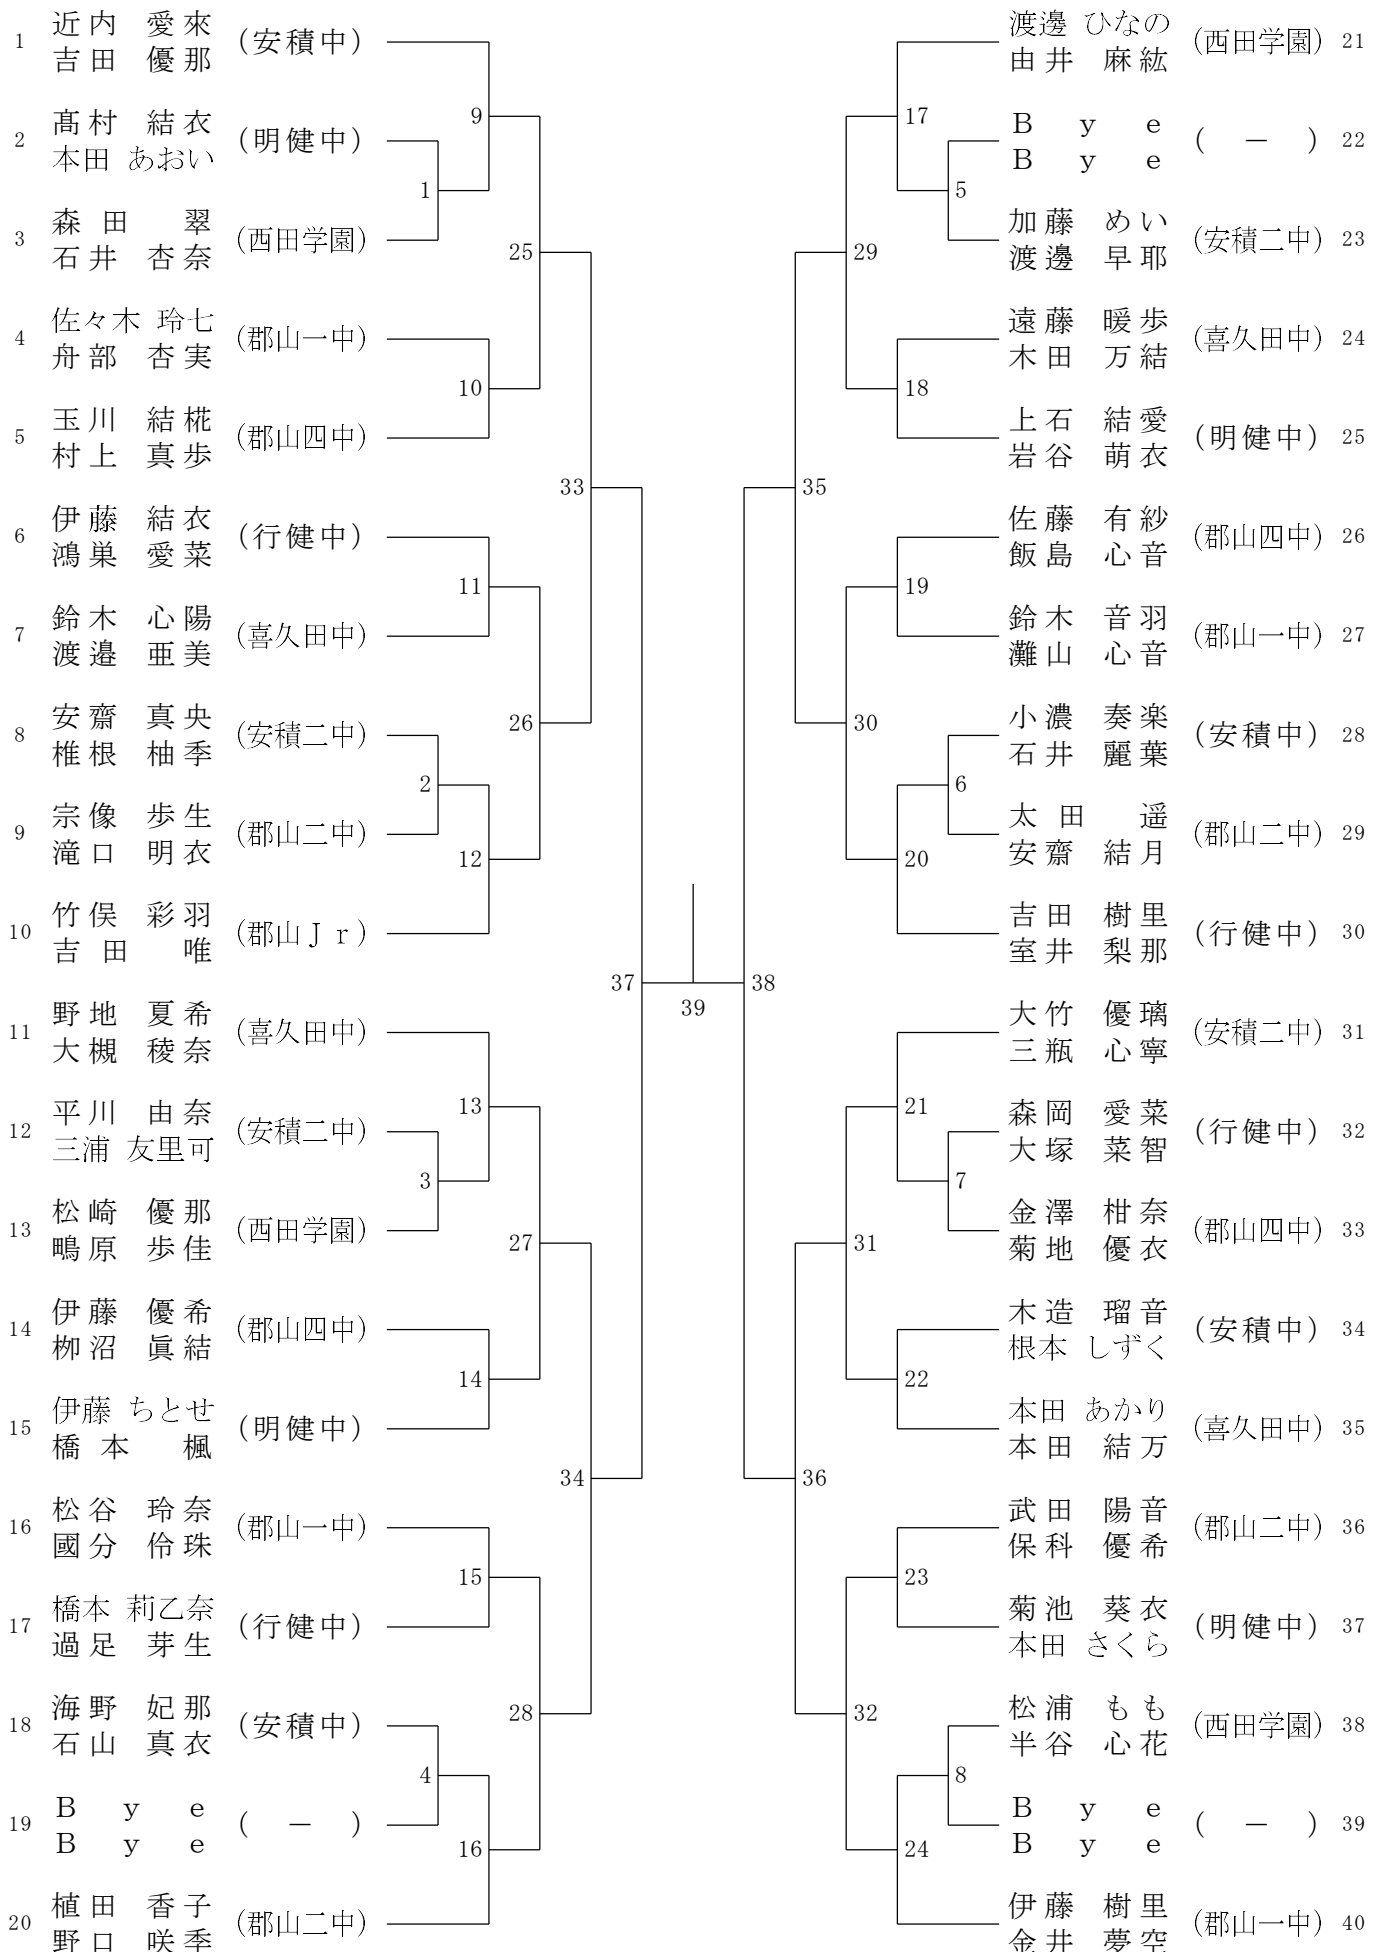 1 近内 愛來 (安積中)
吉田 優那
2 髙村 結衣 (明健中)
本田 あおい
3 森田 翠 (西田学園)
石井 杏奈
4 佐々木 玲七 (郡山一中)
舟部 杏実
5 玉川 結椛 (郡山四中)
村上 真歩
6 伊藤 結衣 (行健中)
鴻巣 愛菜
7 鈴木 心陽 (喜久田中)
渡邉 亜美
8 安齋 真央 (安積二中)
椎根 柚季
9 宗像 歩生 (郡山二中)
滝口 明衣
10 竹俣 彩羽 (郡山Jr)
吉田 唯
11 野地 夏希 (喜久田中)
大槻 稜奈
12 平川 由奈 (安積二中)
三浦 友里可
13 松崎 優那 (西田学園)
鴫原 歩佳
14 伊藤 優希 (郡山四中)
栁沼 眞結
15 伊藤 ちとせ (明健中)
橋本 楓
16 松谷 玲奈 (郡山一中)
國分 伶珠
17 橋本 莉乙奈 (行健中)
過足 芽生
18 海野 妃那 (安積中)
石山 真衣
19 Bye (－)
Bye
20 植田 香子 (郡山二中)
野口 咲季
1
2
3
4
9
10
11
12
13
14
15
16
25
26
27
28
33
34
37
39
38
35
36
29
30
31
32
17
18
19
20
21
22
23
24
5
6
7
8
渡邊 ひなの (西田学園) 21
由井 麻紘
Bye (－) 22
Bye
加藤 めい (安積二中) 23
渡邊 早耶
遠藤 暖歩 (喜久田中) 24
木田 万結
上石 結愛 (明健中) 25
岩谷 萌衣
佐藤 有紗 (郡山四中) 26
飯島 心音
鈴木 音羽 (郡山一中) 27
灘山 心音
小濃 奏楽 (安積中) 28
石井 麗葉
太田 遥 (郡山二中) 29
安齋 結月
吉田 樹里 (行健中) 30
室井 梨那
大竹 優璃 (安積二中) 31
三瓶 心寧
森岡 愛菜 (行健中) 32
大塚 菜智
金澤 柑奈 (郡山四中) 33
菊地 優衣
木造 瑠音 (安積中) 34
根本 しずく
本田 あかり (喜久田中) 35
本田 結万
武田 陽音 (郡山二中) 36
保科 優希
菊池 葵衣 (明健中) 37
本田 さくら
松浦 もも (西田学園) 38
半谷 心花
Bye (－) 39
Bye
伊藤 樹里 (郡山一中) 40
金井 夢空